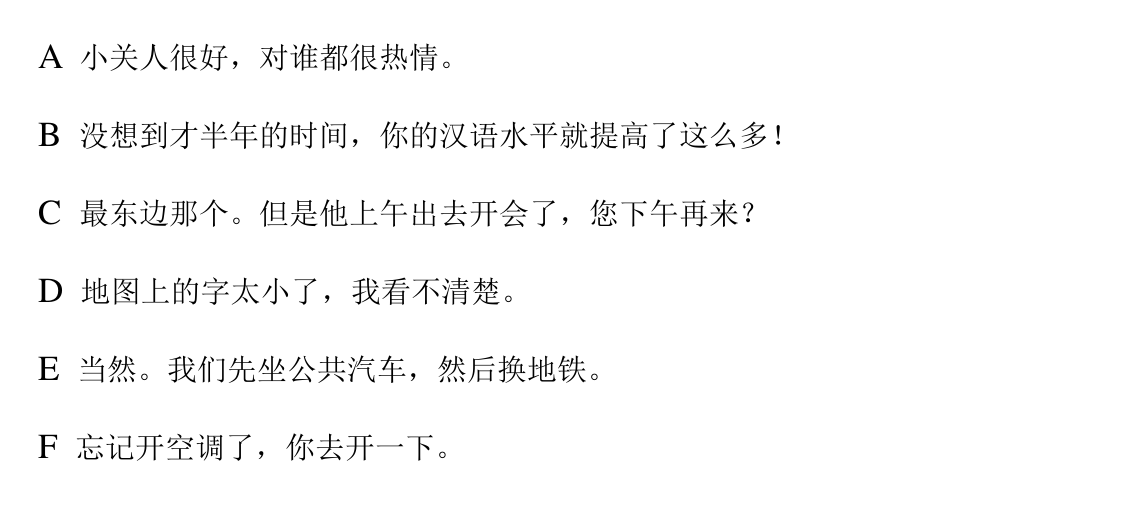 A 小关人很好，对谁都很热情。
B 没想到才半年的时间，你的汉语水平就提高了这么多！
C 最东边那个。但是他上午出去开会了，您下午再来？
D 地图上的字太小了，我看不清楚。
E 当然。我们先坐公共汽车，然后换地铁。
F 忘记开空调了，你去开一下。